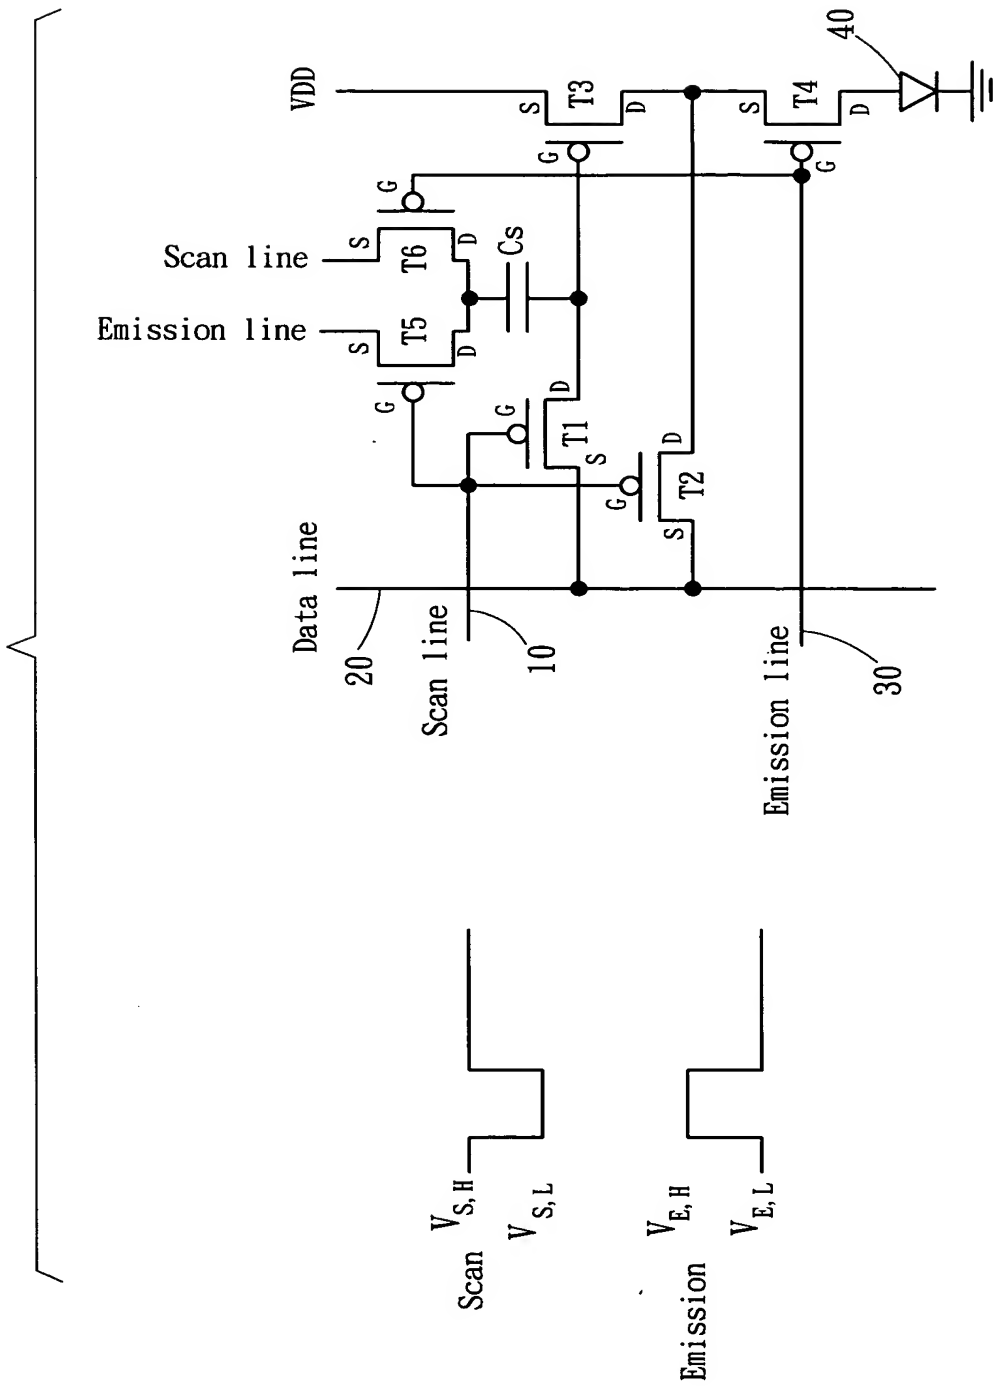 VDD
S
T3
D
G
S
T4
D
G
40
Scan line
S
T6
D
G
Emission line
S
T5
D
G
Cs
G
T1
D
S
G
T2
D
S
Data line
20
Scan line
10
Emission line
30
Scan
V S,H
V S,L
Emission
V E,H
V E,L